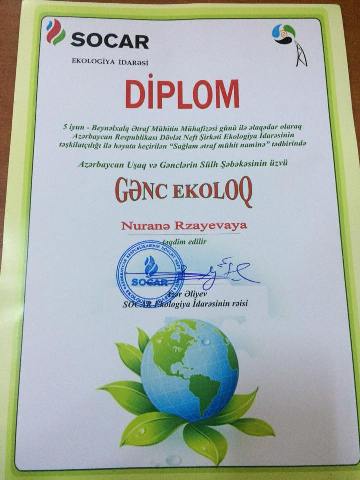 SOCAR
EKOLOGİYA İDARƏSİ
DİPLOM
5 iyun - Beynəlxalq Ətraf Mühitin Mühafizəsi günü ilə əlaqədar olaraq
Azərbaycan Respublikası Dövlət Neft Şirkəti Ekologiya İdarəsinin
təşkilatçılığı ilə həyata keçirilən "Sağlam ətraf mühit naminə" tədbirində
Azərbaycan Uşaq və Gənclərin Sülh Şəbəkəsinin üzvü
GƏNC EKOLOQ
Nuranə Rzayevaya
təqdim edilir
SOCAR
Əliyev
SOCAR Ekologiya İdarəsinin rəisi